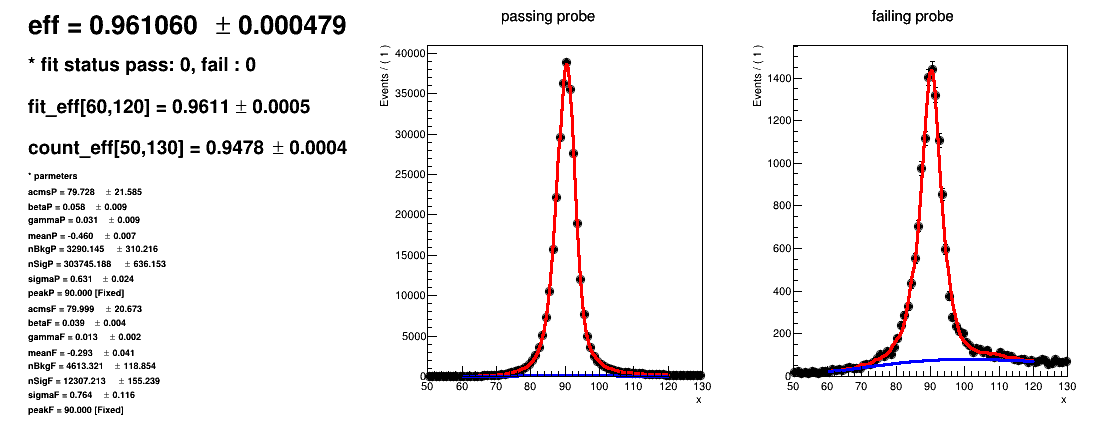 eff = 0.961060 ± 0.000479
* fit status pass: 0, fail : 0
fit_eff[60,120] = 0.9611 ± 0.0005
count_eff[50,130] = 0.9478 ± 0.0004
* parmeters
acmsP = 79.728 ± 21.585
betaP = 0.058 ± 0.009
gammaP = 0.031 ± 0.009
meanP = -0.460 ± 0.007
nBkgP = 3290.145 ± 310.216
nSigP = 303745.188 ± 636.153
sigmaP = 0.631 ± 0.024
peakP = 90.000 [Fixed]
acmsF = 79.999 ± 20.673
betaF = 0.039 ± 0.004
gammaF = 0.013 ± 0.002
meanF = -0.293 ± 0.041
nBkgF = 4613.321 ± 118.854
nSigF = 12307.213 ± 155.239
sigmaF = 0.764 ± 0.116
peakF = 90.000 [Fixed]
passing probe
Events / ( 1 )
40000
35000
30000
25000
20000
15000
10000
5000
0
50 60 70 80 90 100 110 120 130
x
failing probe
Events / ( 1 )
1400
1200
1000
800
600
400
200
0
50 60 70 80 90 100 110 120 130
x